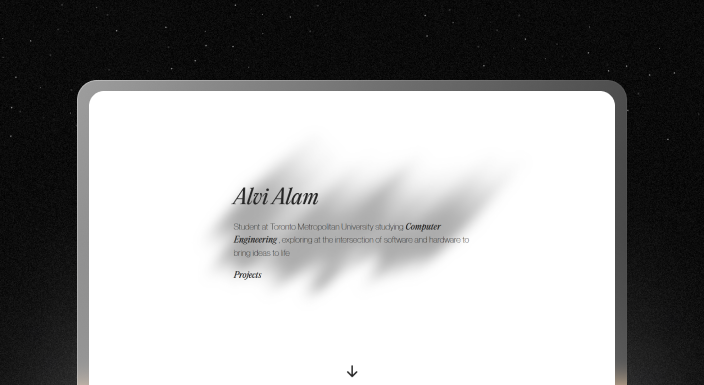 Alvi Alam
Student at Toronto Metropolitan University studying Computer
Engineering , exploring at the intersection of software and hardware to
bring ideas to life
Projects